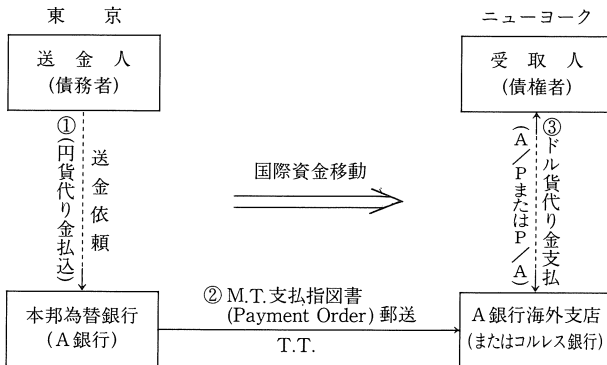 東京
ニューヨーク
送金人
(債務者)
受取人
(債権者)
①(円貨代り金払込)
送金依頼
国際資金移動
③ドル貨代り金支払
(A/PまたはP/A)
② M.T.支払指図書
(Payment Order)郵送
T.T.
本邦為替銀行
(A銀行)
A銀行海外支店
(またはコルレス銀行)